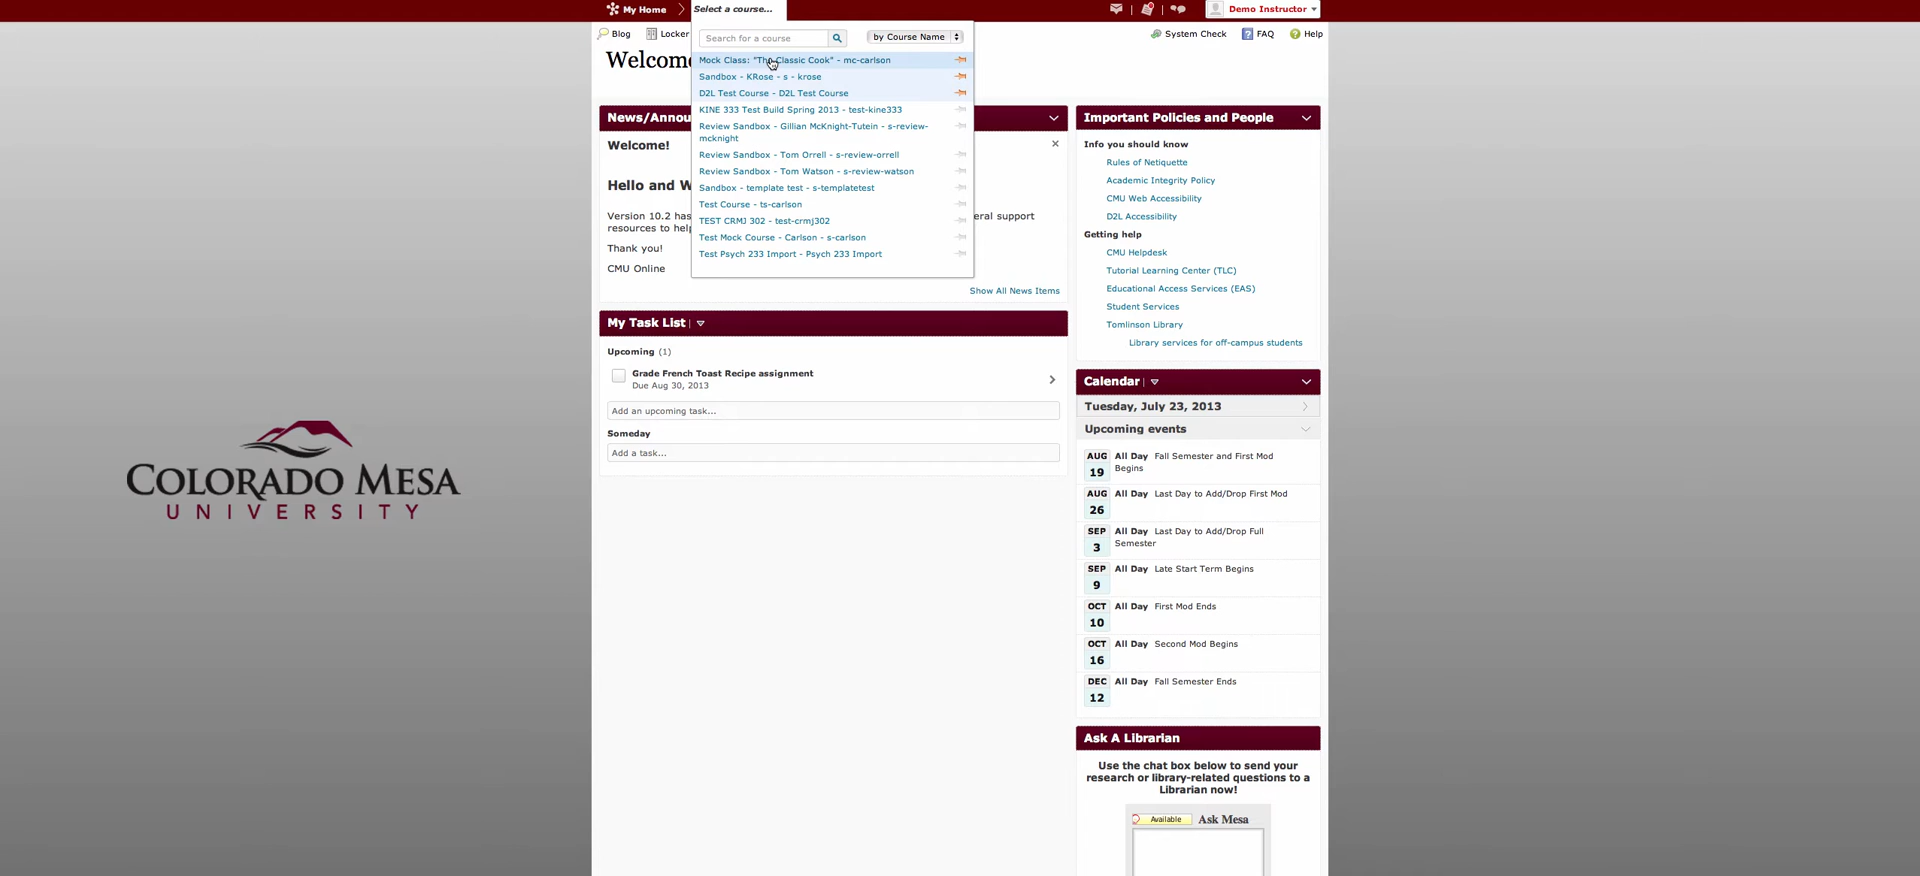 My Home
Select a course...
Demo Instructor
Blog
Locker
Search for a course
by Course Name
System Check
FAQ
Help
Mock Class: "The Classic Cook" - mc-carlson
Sandbox - KRose - s - krose
D2L Test Course - D2L Test Course
KINE 333 Test Build Spring 2013 - test-kine333
Review Sandbox - Gillian McKnight-Tutein - s-review-
mcknight
Review Sandbox - Tom Orrell - s-review-orrell
Review Sandbox - Tom Watson - s-review-watson
Sandbox - template test - s-templatetest
Test Course - ts-carlson
TEST CRMJ 302 - test-crmj302
Test Mock Course - Carlson - s-carlson
Test Psych 233 Import - Psych 233 Import
Welcome
News/Annou
Welcome!
Hello and W
Version 10.2 has
eral support
resources to help
Thank you!
CMU Online
Show All News Items
My Task List
Upcoming (1)
Grade French Toast Recipe assignment
Due Aug 30, 2013
Add an upcoming task...
Someday
Add a task...
COLORADO MESA
UNIVERSITY
Important Policies and People
Info you should know
Rules of Netiquette
Academic Integrity Policy
CMU Web Accessibility
D2L Accessibility
Getting help
CMU Helpdesk
Tutorial Learning Center (TLC)
Educational Access Services (EAS)
Student Services
Tomlinson Library
Library services for off-campus students
Calendar
Tuesday, July 23, 2013
Upcoming events
AUG 19 All Day Fall Semester and First Mod
Begins
AUG 26 All Day Last Day to Add/Drop First Mod
SEP 3 All Day Last Day to Add/Drop Full
Semester
SEP 9 All Day Late Start Term Begins
OCT 10 All Day First Mod Ends
OCT 16 All Day Second Mod Begins
DEC 12 All Day Fall Semester Ends
Ask A Librarian
Use the chat box below to send your
research or library-related questions to a
Librarian now!
Available
Ask Mesa